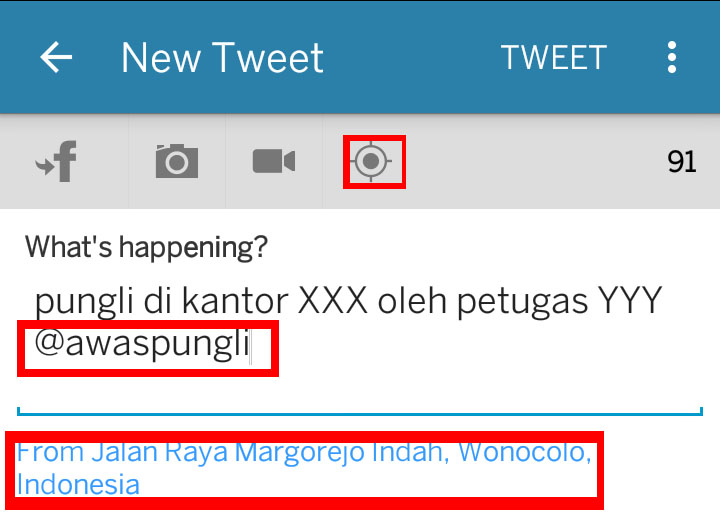 New Tweet TWEET
91
What's happening?
pungli di kantor XXX oleh petugas YYY
@awaspungli
From Jalan Raya Margorejo Indah, Wonocolo,
Indonesia